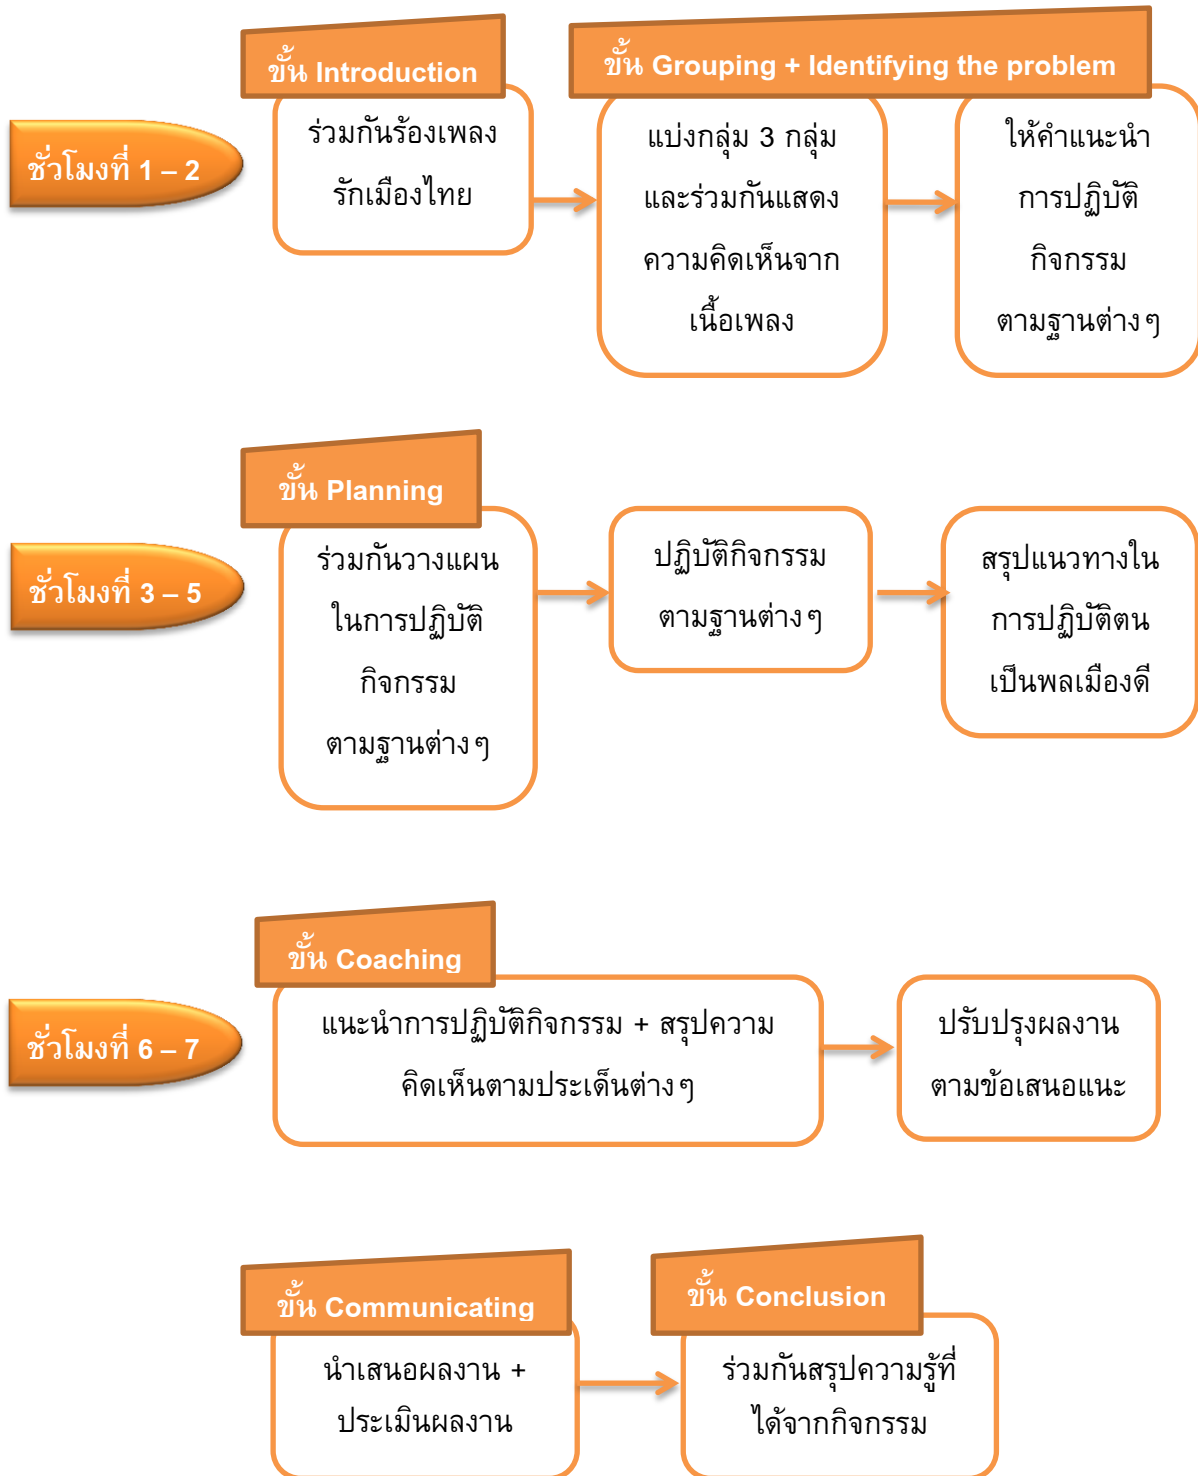 ขั้น Introduction
ขั้น Grouping + Identifying the problem
ชั่วโมงที่ 1 – 2
ร่วมกันร้องเพลง
รักเมืองไทย
แบ่งกลุ่ม 3 กลุ่ม
และร่วมกันแสดง
ความคิดเห็นจาก
เนื้อเพลง
ให้คำแนะนำ
การปฏิบัติ
กิจกรรม
ตามฐานต่างๆ
ขั้น Planning
ชั่วโมงที่ 3 – 5
ร่วมกันวางแผน
ในการปฏิบัติ
กิจกรรม
ตามฐานต่างๆ
ปฏิบัติกิจกรรม
ตามฐานต่างๆ
สรุปแนวทางใน
การปฏิบัติตน
เป็นพลเมืองดี
ขั้น Coaching
ชั่วโมงที่ 6 – 7
แนะนำการปฏิบัติกิจกรรม + สรุปความ
คิดเห็นตามประเด็นต่างๆ
ปรับปรุงผลงาน
ตามข้อเสนอแนะ
ขั้น Communicating
นำเสนอผลงาน +
ประเมินผลงาน
ขั้น Conclusion
ร่วมกันสรุปความรู้ที่
ได้จากกิจกรรม